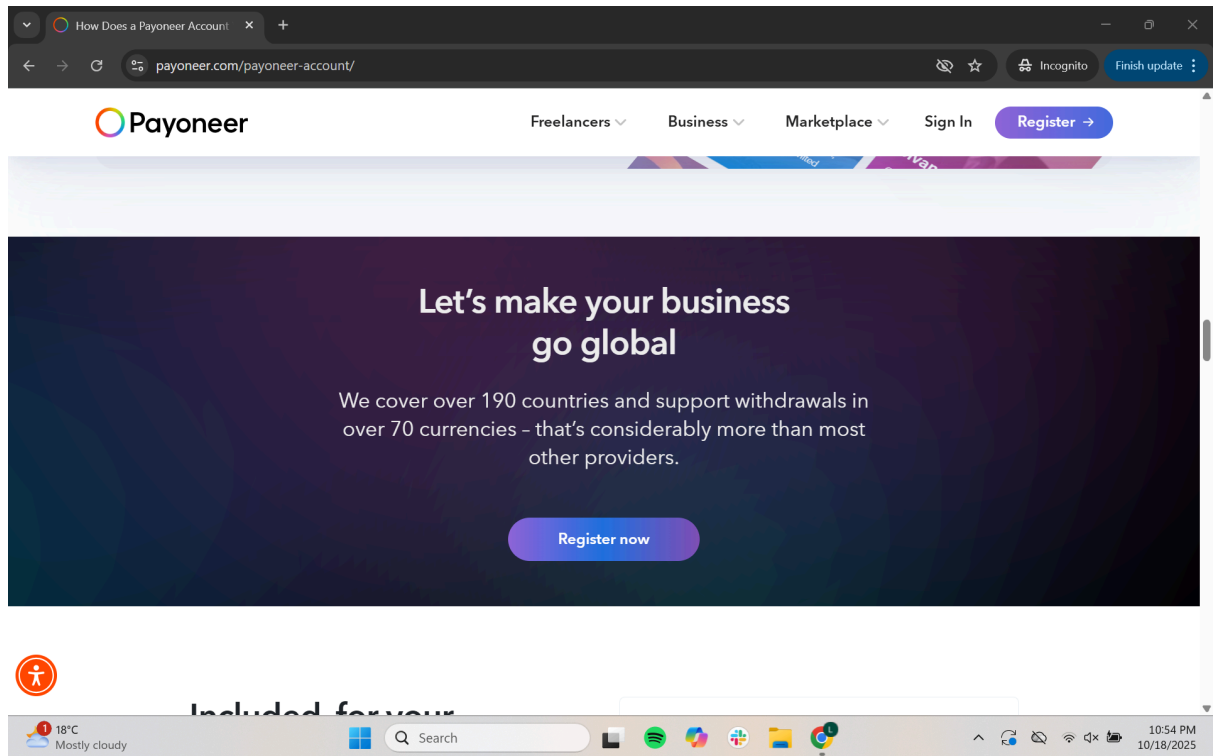 How Does a Payoneer Account
payoneer.com/payoneer-account/
Incognito
Finish update
Payoneer
Freelancers
Business
Marketplace
Sign In
Register →
Let's make your business
go global
We cover over 190 countries and support withdrawals in
over 70 currencies – that's considerably more than most
other providers.
Register now
1
18°C
Mostly cloudy
Search
L
10:54 PM
10/18/2025